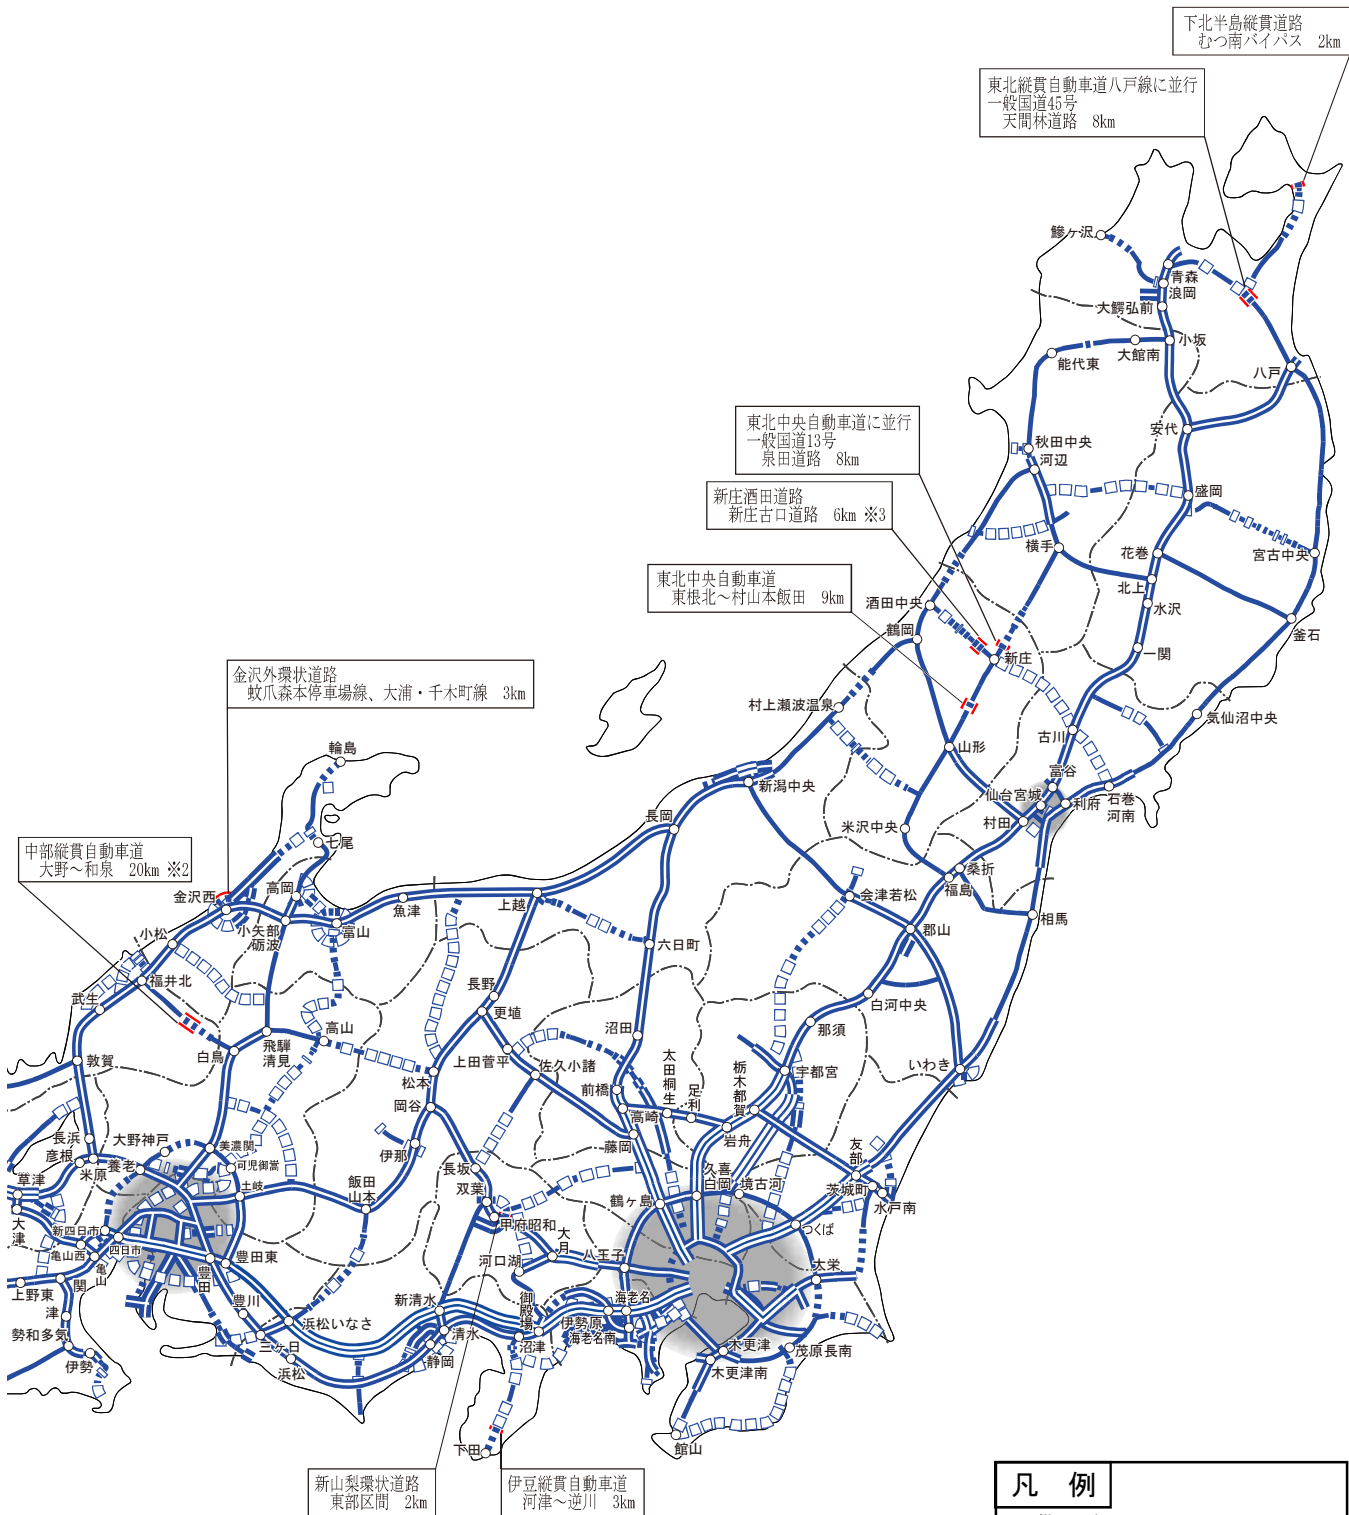 下北半島縦貫道路
むつ南バイパス　2km
東北縦貫自動車道八戸線に並行
一般国道45号
天間林道路　8km
東北中央自動車道に並行
一般国道13号
泉田道路　8km
新庄酒田道路
新庄古口道路　6km ※3
東北中央自動車道
東根北～村山本飯田　9km
金沢外環状道路
蚊爪森本停車場線、大浦・千木町線　3km
中部縦貫自動車道
大野～和泉　20km ※2
新山梨環状道路
東部区間　2km
伊豆縦貫自動車道
河津～逆川　3km
鰺ヶ沢
青森
浪岡
大鰐弘前
小坂
大館南
能代東
八戸
安代
秋田中央
河辺
盛岡
横手
花巻
宮古中央
北上
水沢
酒田中央
鶴岡
釜石
新庄
一関
村上瀬波温泉
気仙沼中央
古川
山形
富谷
新潟中央
仙台宮城
利府
石巻
河南
村田
米沢中央
長岡
桑折
福島
会津若松
相馬
郡山
輪島
七尾
高岡
金沢西
魚津
上越
小矢部
砺波
富山
六日町
小松
福井北
武生
長野
更埴
白河中央
那須
沼田
高山
飛騨
清見
白鳥
敦賀
上田菅平
佐久小諸
太田桐生
足利
栃木都賀
宇都宮
いわき
松本
岡谷
前橋
高崎
岩舟
藤岡
長浜
彦根
米原
大野神戸
養老
美濃関
可児御嵩
土岐
伊那
飯田
山本
長坂
双葉
友部
久喜
白岡
境古河
茨城町
水戸南
鶴ヶ島
草津
大津
新四日市
亀山西
四日市
亀山
甲府昭和
大月
つくば
八王子
河口湖
大栄
豊田
豊田東
上野東
関
津
勢和多気
伊勢
豊川
浜松いなさ
三ヶ日
浜松
新清水
清水
静岡
御殿場
沼津
伊勢原
海老名
海老名南
木更津
木更津南
茂原長南
下田
館山
凡　例